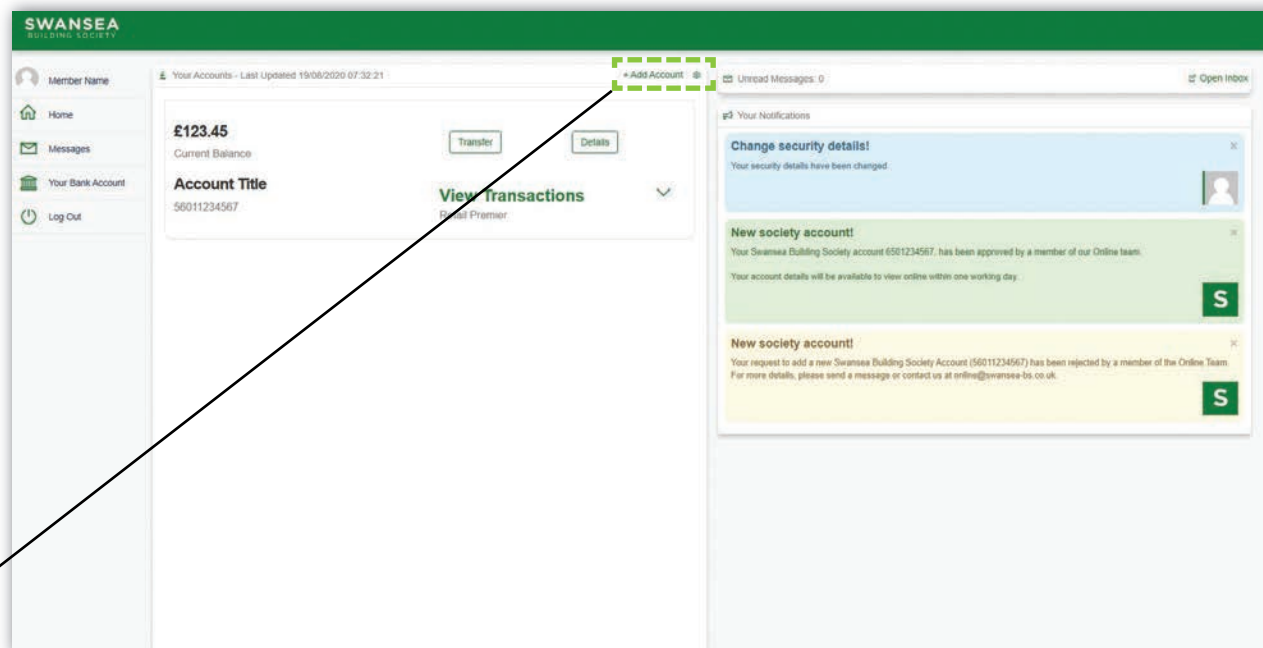 SWANSEA
BUILDING SOCIETY
Member Name
Home
Messages
Your Bank Account
Log Out
£ Your Accounts - Last Updated 19/08/2020 07:32:21
+ Add Account
£123.45
Current Balance
Transfer
Details
Account Title
56011234567
View Transactions
Retail Premier
Unread Messages: 0
Open Inbox
Your Notifications
Change security details!
×
Your security details have been changed.
New society account!
×
Your Swansea Building Society account 6501234567, has been approved by a member of our Online team.
Your account details will be available to view online within one working day.
S
New society account!
×
Your request to add a new Swansea Building Society Account (56011234567) has been rejected by a member of the Online Team.
For more details, please send a message or contact us at online@swansea-bs.co.uk.
S